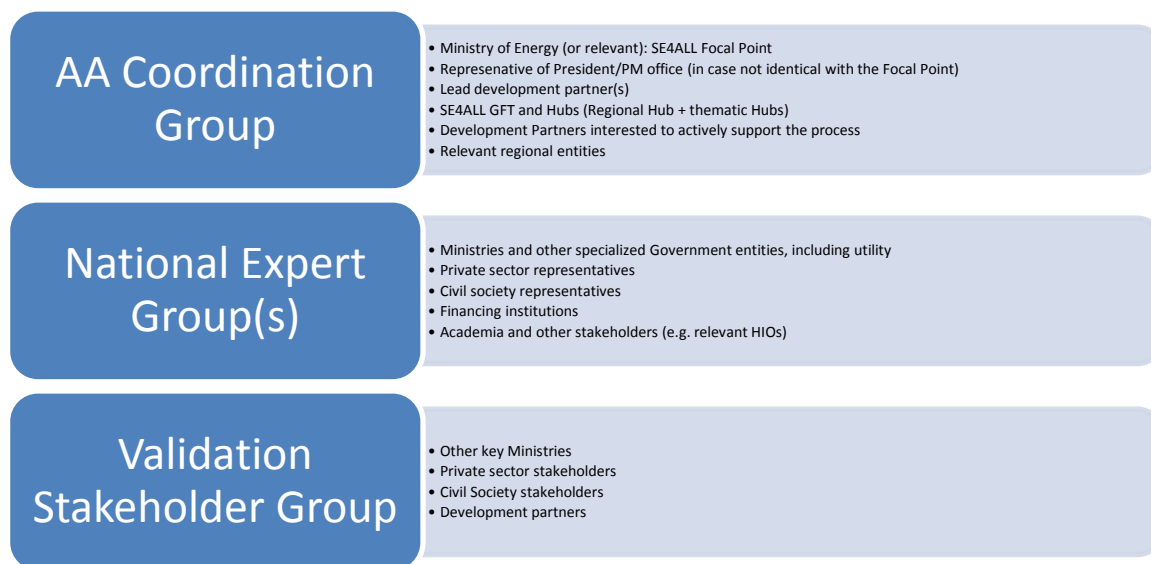 AA Coordination
Group
• Ministry of Energy (or relevant): SE4ALL Focal Point
• Represenative of President/PM office (in case not identical with the Focal Point)
• Lead development partner(s)
• SE4ALL GFT and Hubs (Regional Hub + thematic Hubs)
• Development Partners interested to actively support the process
• Relevant regional entities
National Expert
Group(s)
• Ministries and other specialized Government entities, including utility
• Private sector representatives
• Civil society representatives
• Financing institutions
• Academia and other stakeholders (e.g. relevant HIOs)
Validation
Stakeholder Group
• Other key Ministries
• Private sector stakeholders
• Civil Society stakeholders
• Development partners